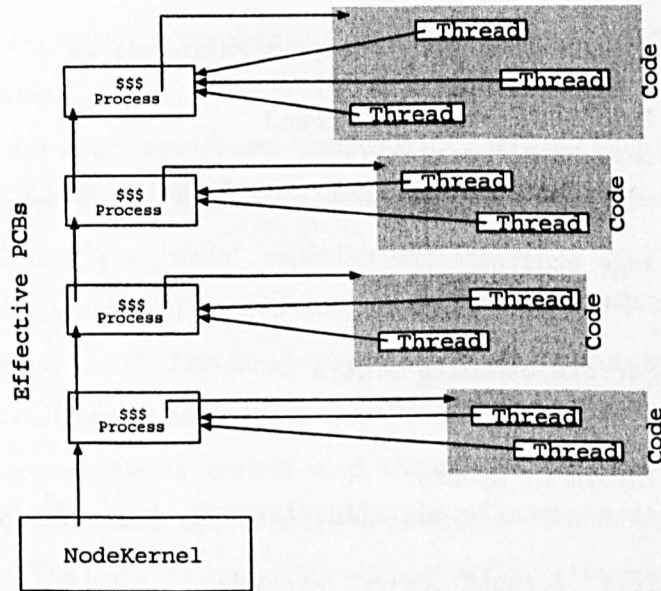 Thread
$$$
Process
Thread
Thread
Code
$$$
Process
Thread
Thread
Code
Effective PCBs
$$$
Process
Thread
Thread
Code
$$$
Process
Thread
Thread
Code
NodeKernel